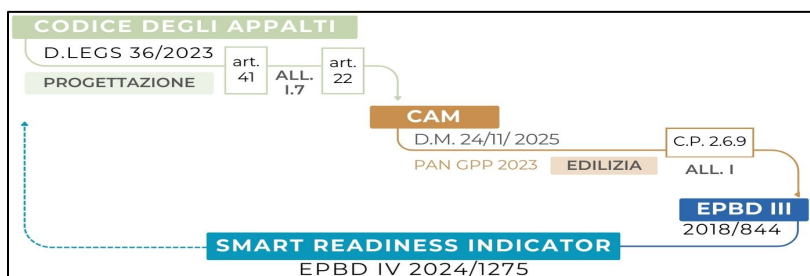 CODICE DEGLI APPALTI
D.LEGS 36/2023
PROGETTAZIONE
art.
41
ALL.
I.7
art.
22
CAM
D.M. 24/11/ 2025
PAN GPP 2023
EDILIZIA
C.P. 2.6.9
ALL. I
EPBD III
2018/844
SMART READINESS INDICATOR
EPBD IV 2024/1275